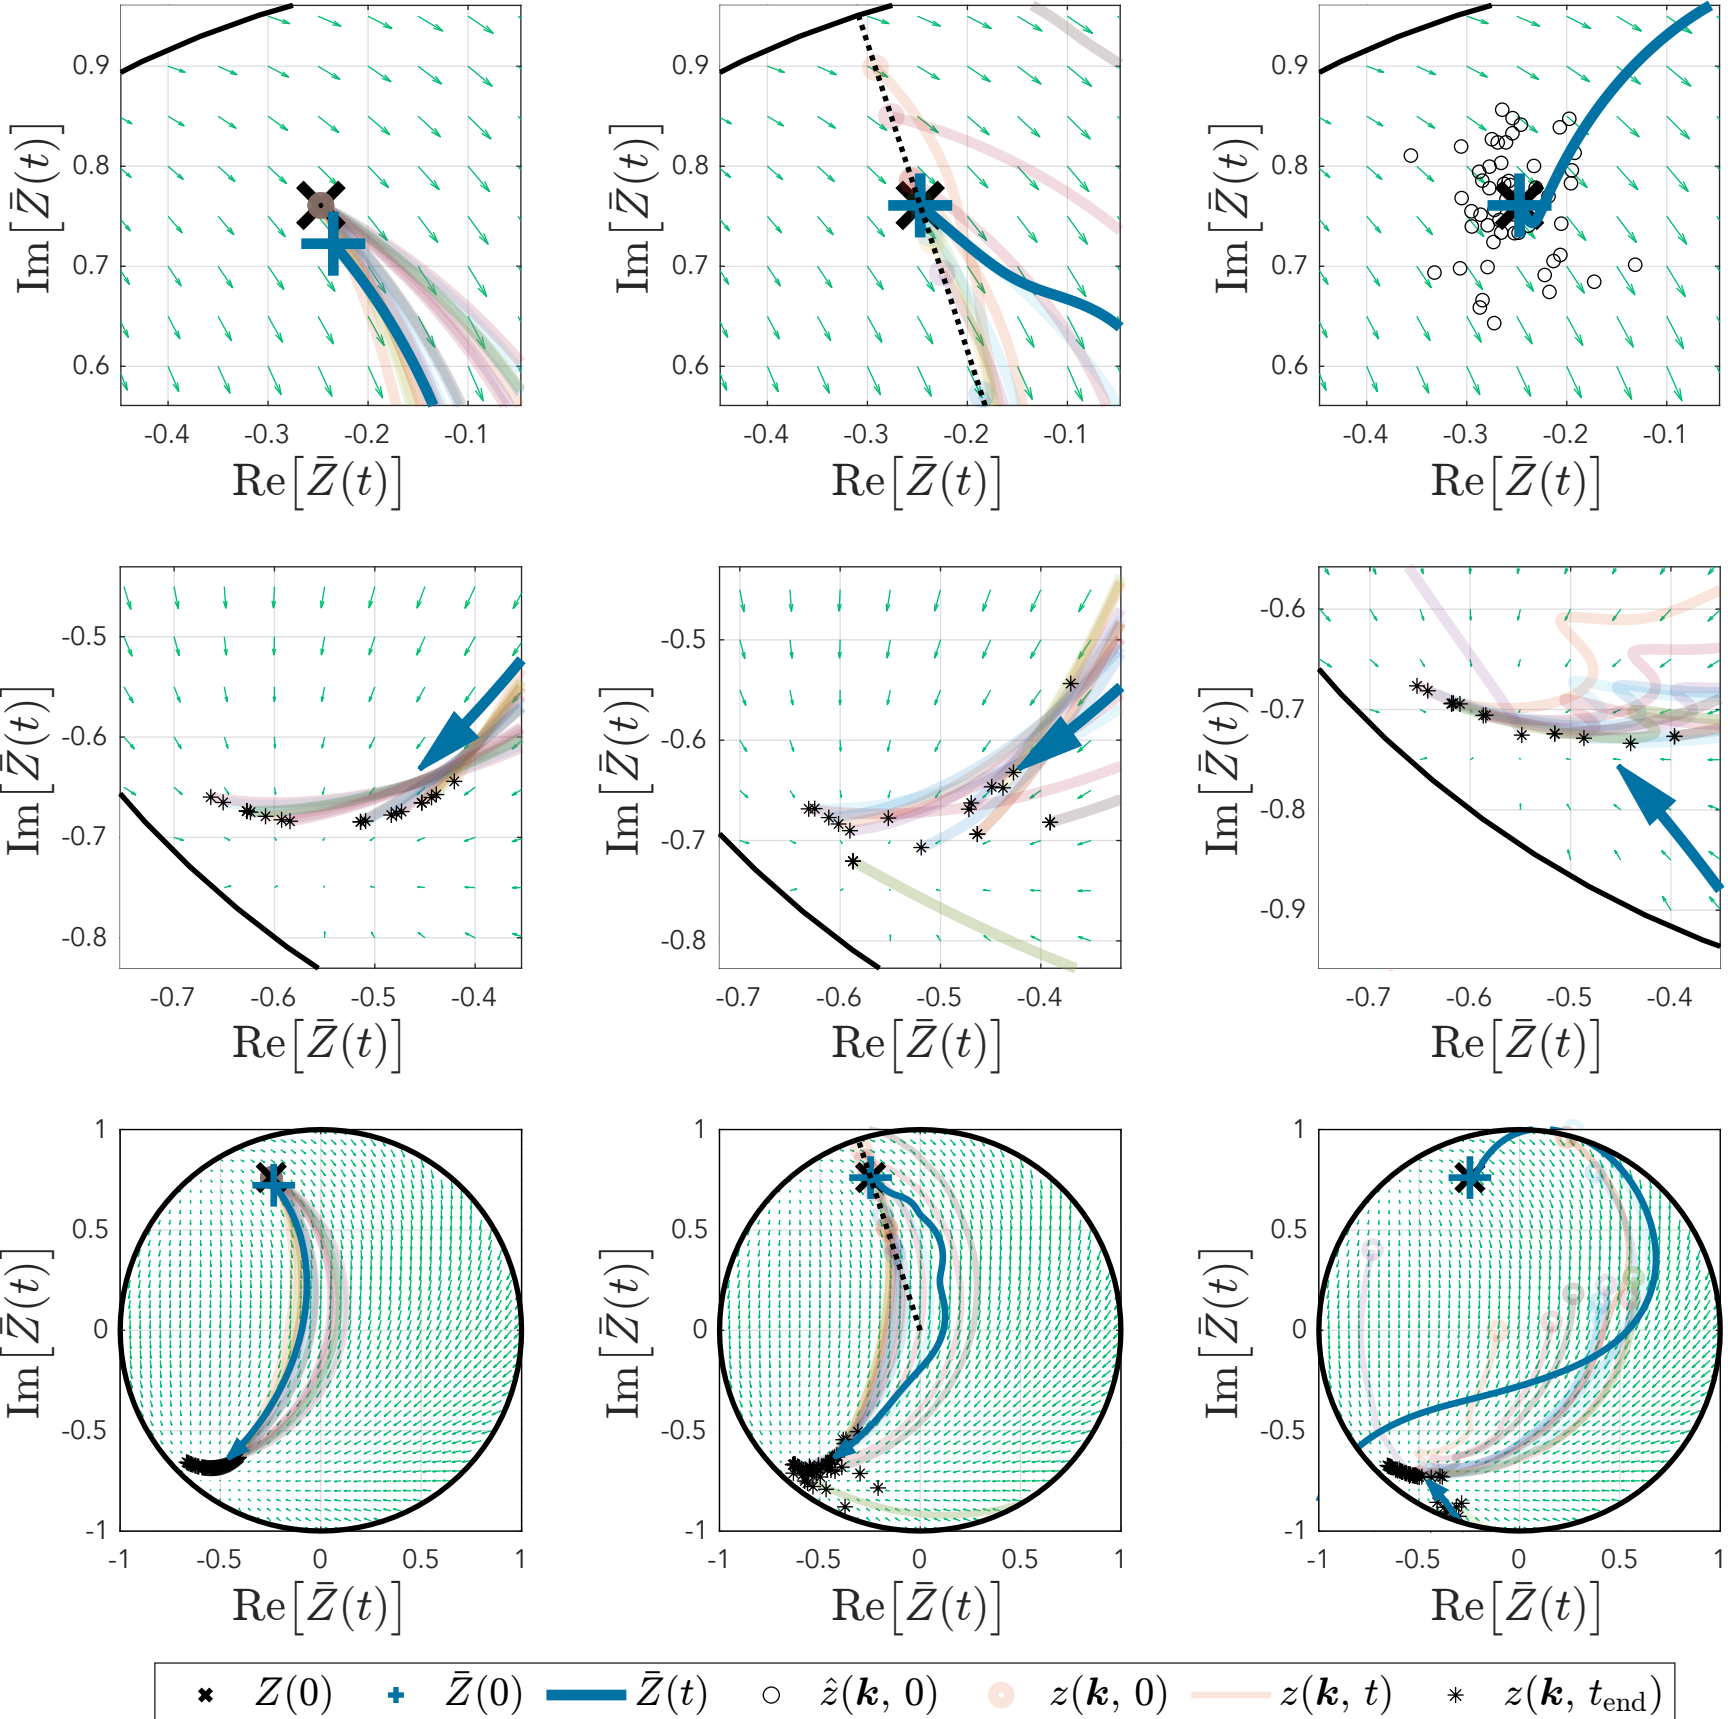 0.9 0.8 0.7 0.6
Im[Z̄(t)]
-0.4 -0.3 -0.2 -0.1
Re[Z̄(t)]
0.9 0.8 0.7 0.6
Im[Z̄(t)]
-0.4 -0.3 -0.2 -0.1
Re[Z̄(t)]
0.9 0.8 0.7 0.6
Im[Z̄(t)]
-0.4 -0.3 -0.2 -0.1
Re[Z̄(t)]
-0.5 -0.6 -0.7 -0.8
Im[Z̄(t)]
-0.7 -0.6 -0.5 -0.4
Re[Z̄(t)]
-0.5 -0.6 -0.7 -0.8
Im[Z̄(t)]
-0.7 -0.6 -0.5 -0.4
Re[Z̄(t)]
-0.6 -0.7 -0.8 -0.9
Im[Z̄(t)]
-0.7 -0.6 -0.5 -0.4
Re[Z̄(t)]
1 0.5 0 -0.5 -1
Im[Z̄(t)]
-1 -0.5 0 0.5 1
Re[Z̄(t)]
1 0.5 0 -0.5 -1
Im[Z̄(t)]
-1 -0.5 0 0.5 1
Re[Z̄(t)]
1 0.5 0 -0.5 -1
Im[Z̄(t)]
-1 -0.5 0 0.5 1
Re[Z̄(t)]
Z(0) Z̄(0) Z̄(t) ẑ(k, 0) z(k, 0) z(k, t) z(k, t_end)